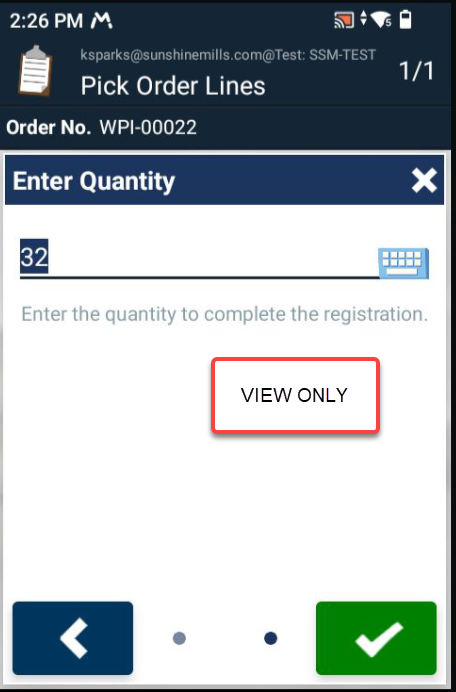 2:26 PM
ksparks@sunshinemills.com@Test: SSM-TEST
Pick Order Lines
1/1
Order No. WPI-00022
Enter Quantity
32
Enter the quantity to complete the registration.
VIEW ONLY